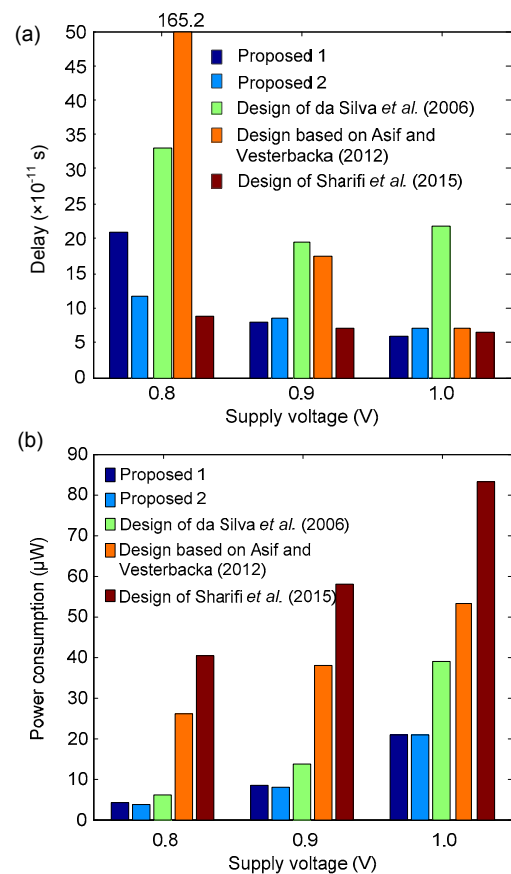 (a)
165.2
50
45
40
35
30
25
20
15
10
5
0
Delay (×10⁻¹¹ s)
Proposed 1
Proposed 2
Design of da Silva et al. (2006)
Design based on Asif and
Vesterbacka (2012)
Design of Sharifi et al. (2015)
0.8 0.9 1.0
Supply voltage (V)
(b)
90
80
70
60
50
40
30
20
10
0
Power consumption (µW)
Proposed 1
Proposed 2
Design of da Silva et al. (2006)
Design based on Asif and
Vesterbacka (2012)
Design of Sharifi et al. (2015)
0.8 0.9 1.0
Supply voltage (V)